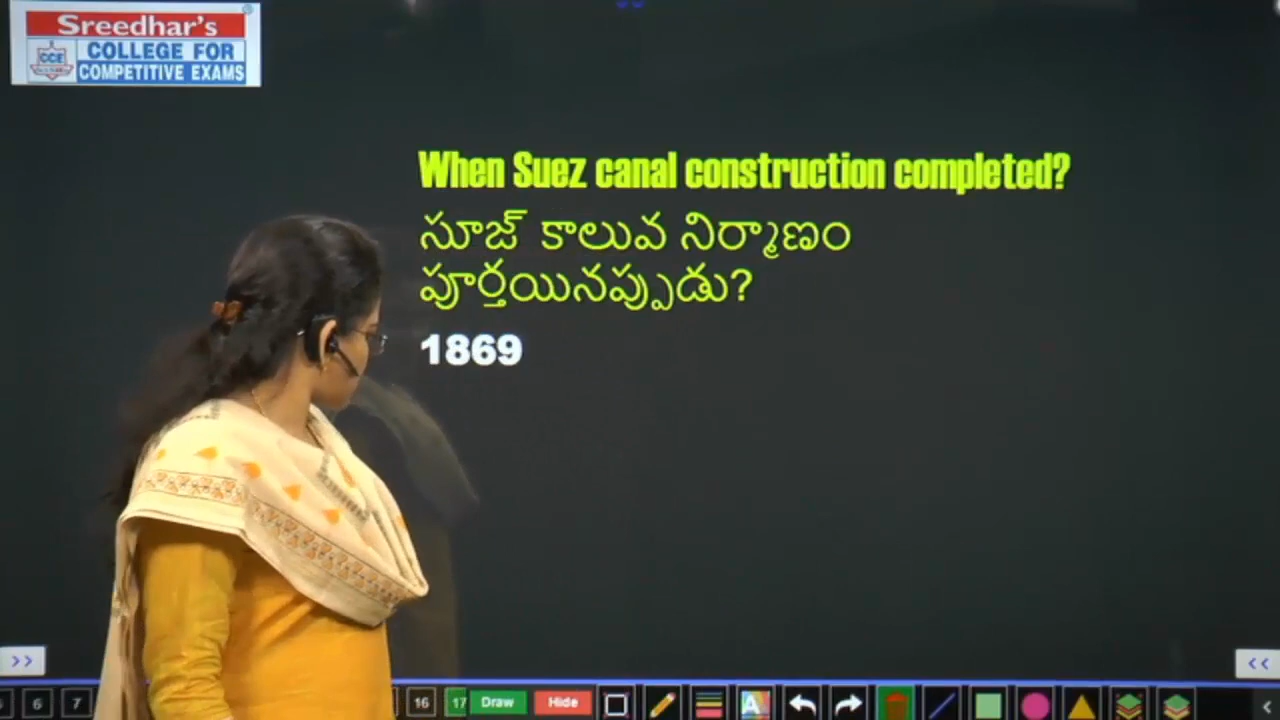 Sreedhar's
CCE
COLLEGE FOR
COMPETITIVE EXAMS
When Suez canal construction completed?
సూజ్ కాలువ నిర్మాణం
పూర్తయినప్పుడు?
1869
>>
<<
6 7 16 17 Draw Hide A